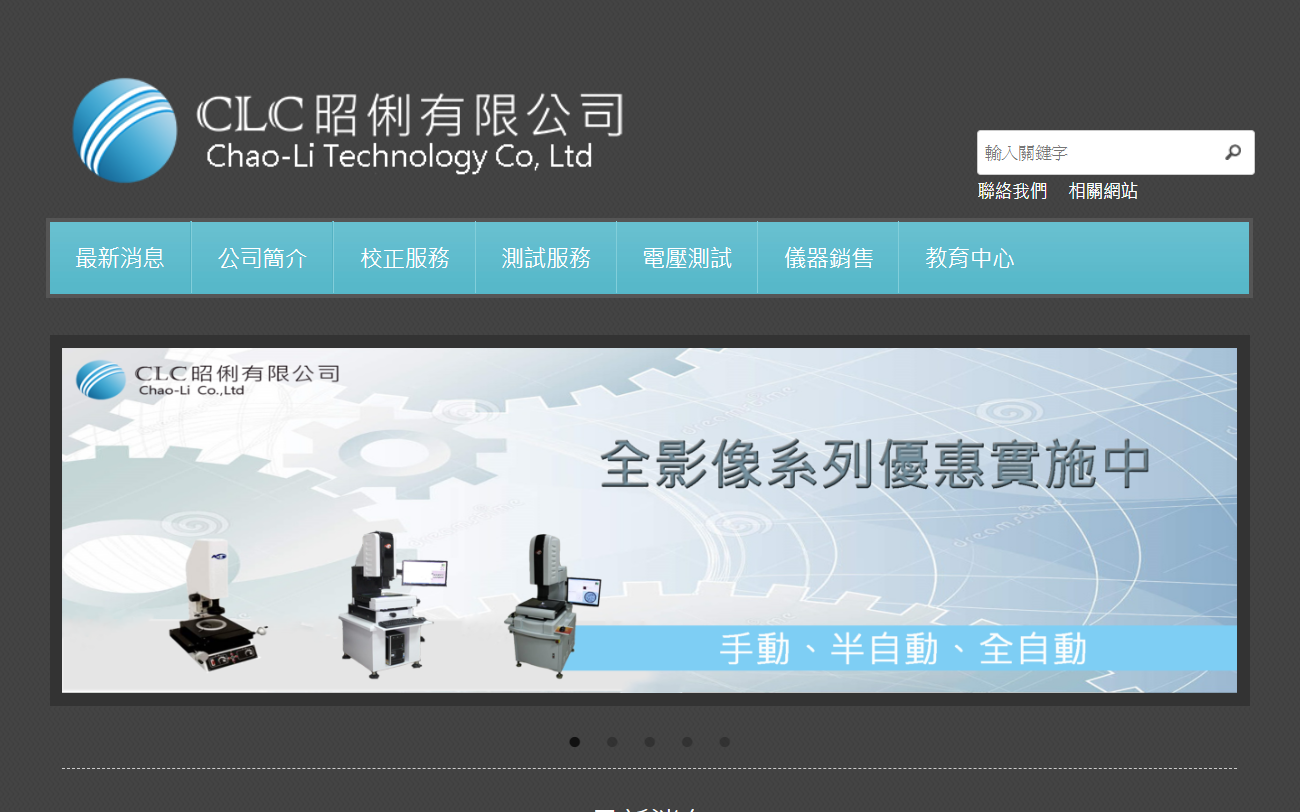 CLC昭俐有限公司
Chao-Li Technology Co, Ltd
輸入關鍵字
聯絡我們 相關網站
最新消息 公司簡介 校正服務 測試服務 電壓測試 儀器銷售 教育中心
CLC昭俐有限公司
Chao-Li Co.,Ltd
全影像系列優惠實施中
dreamstime
手動、半自動、全自動